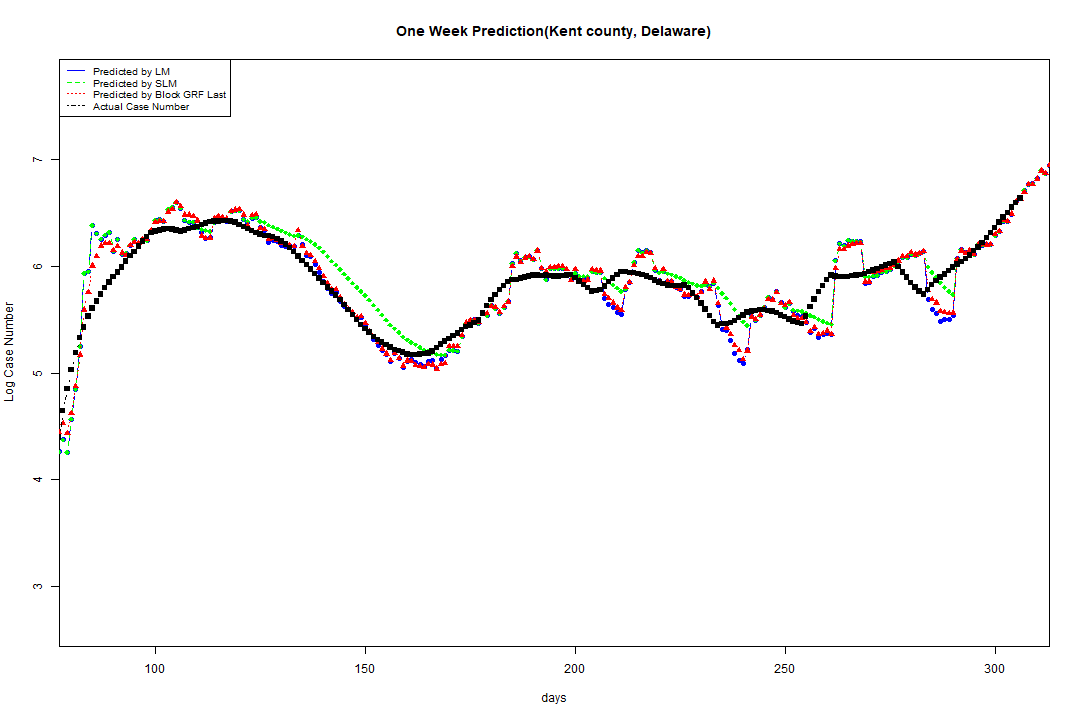 One Week Prediction(Kent county, Delaware)
Predicted by LM
Predicted by SLM
Predicted by Block GRF Last
Actual Case Number
7
6
5
4
3
Log Case Number
100 150 200 250 300
days